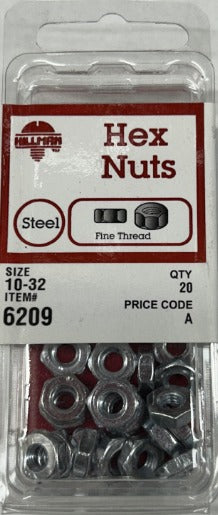 HILLMAN
Hex
Nuts
Steel
Fine Thread
SIZE
10-32
ITEM#
6209
QTY
20
PRICE CODE
A